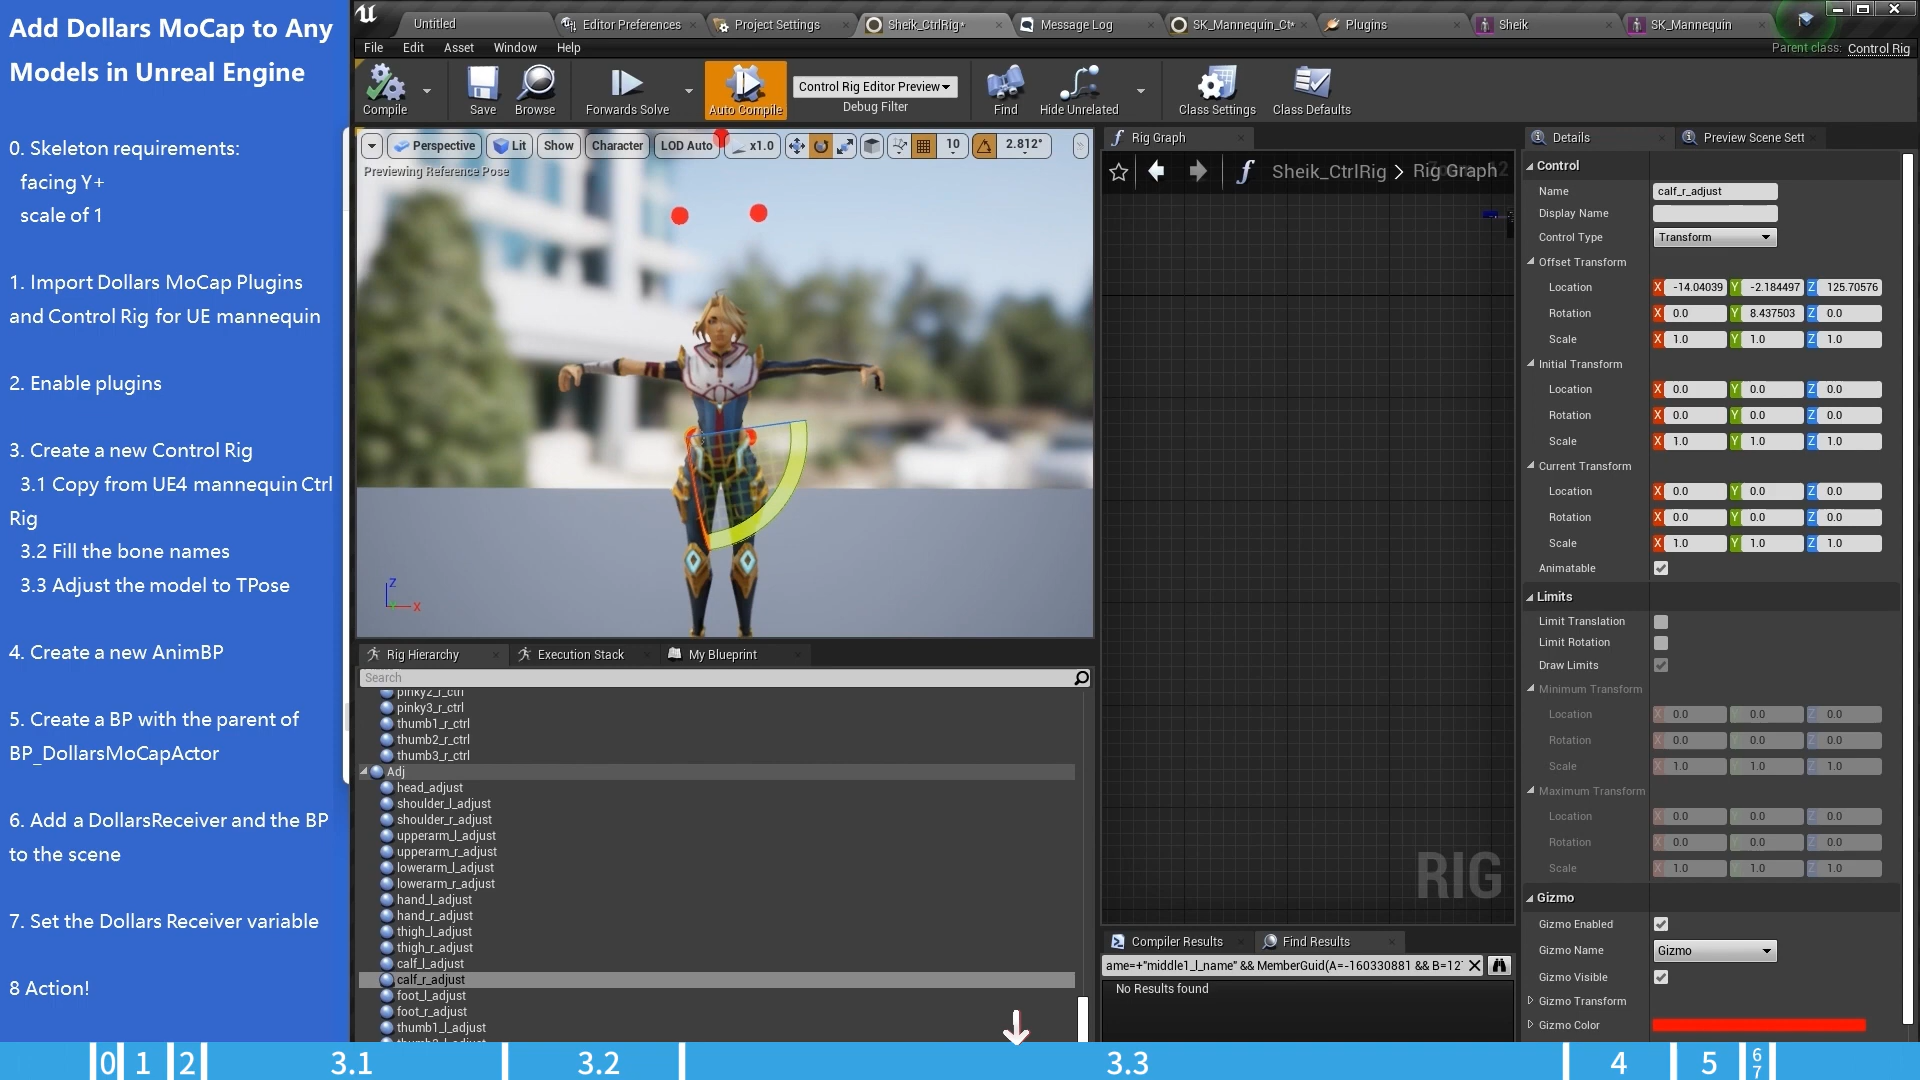 Add Dollars MoCap to Any
Models in Unreal Engine
0. Skeleton requirements:
facing Y+
scale of 1
1. Import Dollars MoCap Plugins
and Control Rig for UE mannequin
2. Enable plugins
3. Create a new Control Rig
3.1 Copy from UE4 mannequin Ctrl
Rig
3.2 Fill the bone names
3.3 Adjust the model to TPose
4. Create a new AnimBP
5. Create a BP with the parent of
BP_DollarsMoCapActor
6. Add a DollarsReceiver and the BP
to the scene
7. Set the Dollars Receiver variable
8 Action!
Untitled
Editor Preferences
Project Settings
Sheik_CtrlRig*
Message Log
SK_Mannequin_Ct*
Plugins
Sheik
SK_Mannequin
File Edit Asset Window Help
Parent class: Control Rig
Compile
Save
Browse
Forwards Solve
Auto Compile
Control Rig Editor Preview
Debug Filter
Find
Hide Unrelated
Class Settings
Class Defaults
Perspective
Lit
Show
Character
LOD Auto
x1.0
10
2.812°
Previewing Reference Pose
Z
X
Rig Graph
Sheik_CtrlRig > Rig Graph
RIG
Rig Hierarchy
Execution Stack
My Blueprint
Search
pinky2_r_ctrl
pinky3_r_ctrl
thumb1_r_ctrl
thumb2_r_ctrl
thumb3_r_ctrl
Adj
head_adjust
shoulder_l_adjust
shoulder_r_adjust
upperarm_l_adjust
upperarm_r_adjust
lowerarm_l_adjust
lowerarm_r_adjust
hand_l_adjust
hand_r_adjust
thigh_l_adjust
thigh_r_adjust
calf_l_adjust
calf_r_adjust
foot_l_adjust
foot_r_adjust
thumb1_l_adjust
Compiler Results
Find Results
ame=+"middle1_l_name" && MemberGuid(A=-160330881 && B=12
No Results found
Details
Preview Scene Sett
Control
Name calf_r_adjust
Display Name
Control Type Transform
Offset Transform
Location X -14.04039 Y -2.184497 Z 125.70576
Rotation X 0.0 Y 8.437503 Z 0.0
Scale X 1.0 Y 1.0 Z 1.0
Initial Transform
Location X 0.0 Y 0.0 Z 0.0
Rotation X 0.0 Y 0.0 Z 0.0
Scale X 1.0 Y 1.0 Z 1.0
Current Transform
Location X 0.0 Y 0.0 Z 0.0
Rotation X 0.0 Y 0.0 Z 0.0
Scale X 1.0 Y 1.0 Z 1.0
Animatable
Limits
Limit Translation
Limit Rotation
Draw Limits
Minimum Transform
Location X 0.0 Y 0.0 Z 0.0
Rotation X 0.0 Y 0.0 Z 0.0
Scale X 1.0 Y 1.0 Z 1.0
Maximum Transform
Location X 0.0 Y 0.0 Z 0.0
Rotation X 0.0 Y 0.0 Z 0.0
Scale X 1.0 Y 1.0 Z 1.0
Gizmo
Gizmo Enabled
Gizmo Name Gizmo
Gizmo Visible
Gizmo Transform
Gizmo Color
0 1 2 3.1 3.2 3.3 4 5 6 7